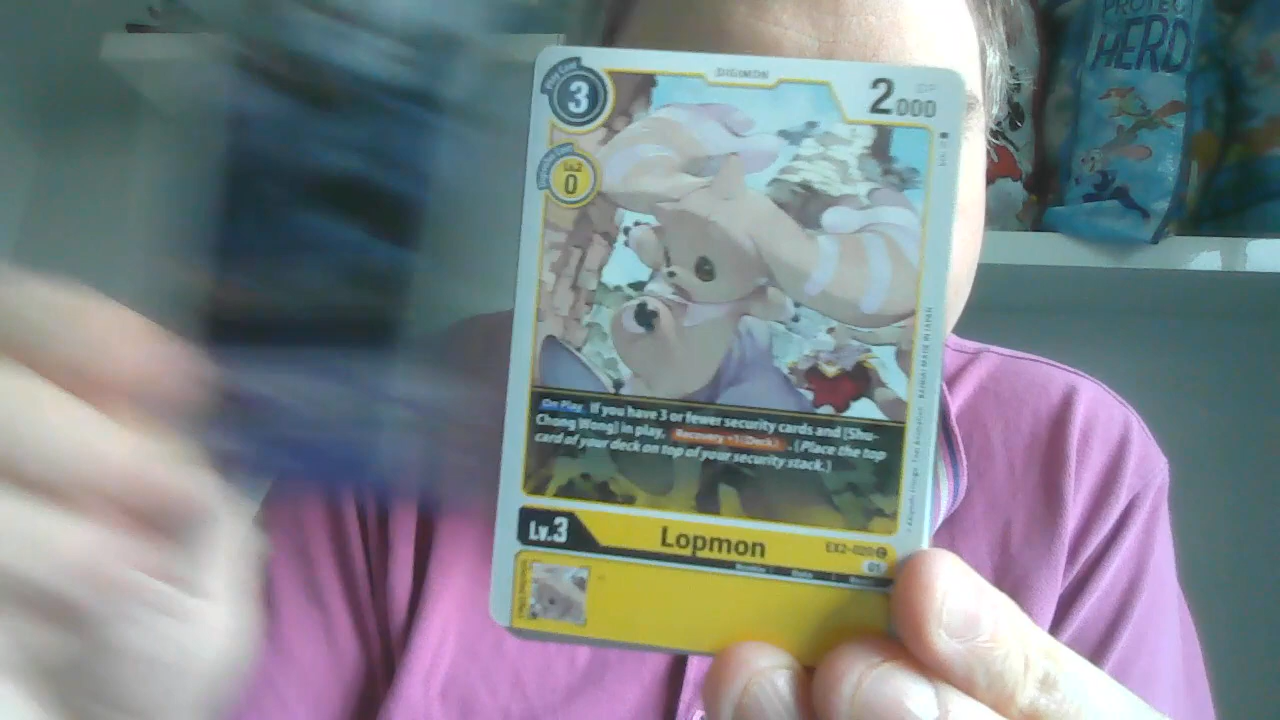 PROTECT
HERD
DIGIMON
3
2000
Lv.2
0
On Play If you have 3 or fewer security cards and [Shu-
Chong Wong] in play, Recovery +1 (Deck). (Place the top
card of your deck on top of your security stack.)
Lv.3
Lopmon
EX2-020 C